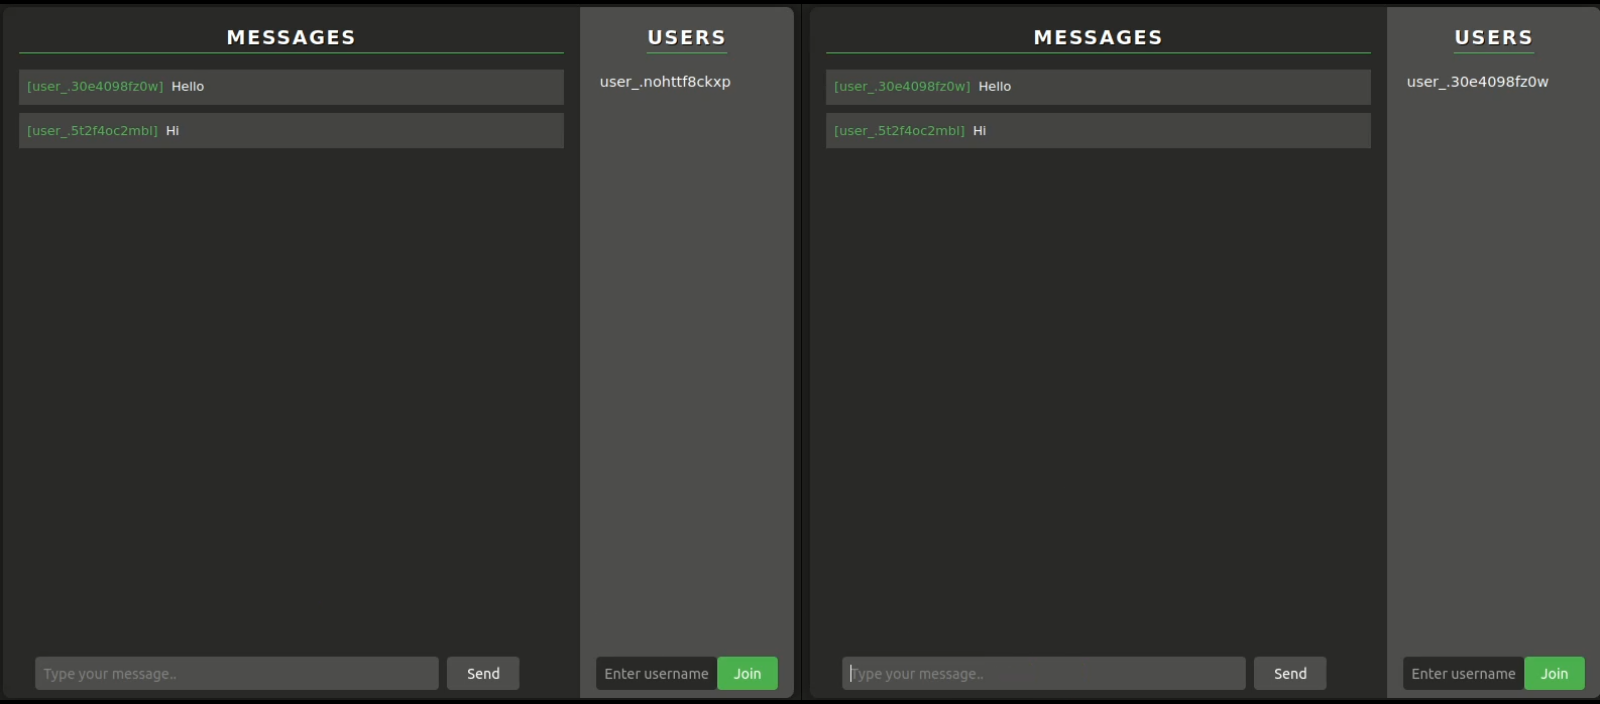 MESSAGES
[user_.30e4098fz0w] Hello
[user_.5t2f4oc2mbl] Hi
Type your message..
Send
USERS
user_.nohttf8ckxp
Enter username
Join
MESSAGES
[user_.30e4098fz0w] Hello
[user_.5t2f4oc2mbl] Hi
Type your message..
Send
USERS
user_.30e4098fz0w
Enter username
Join